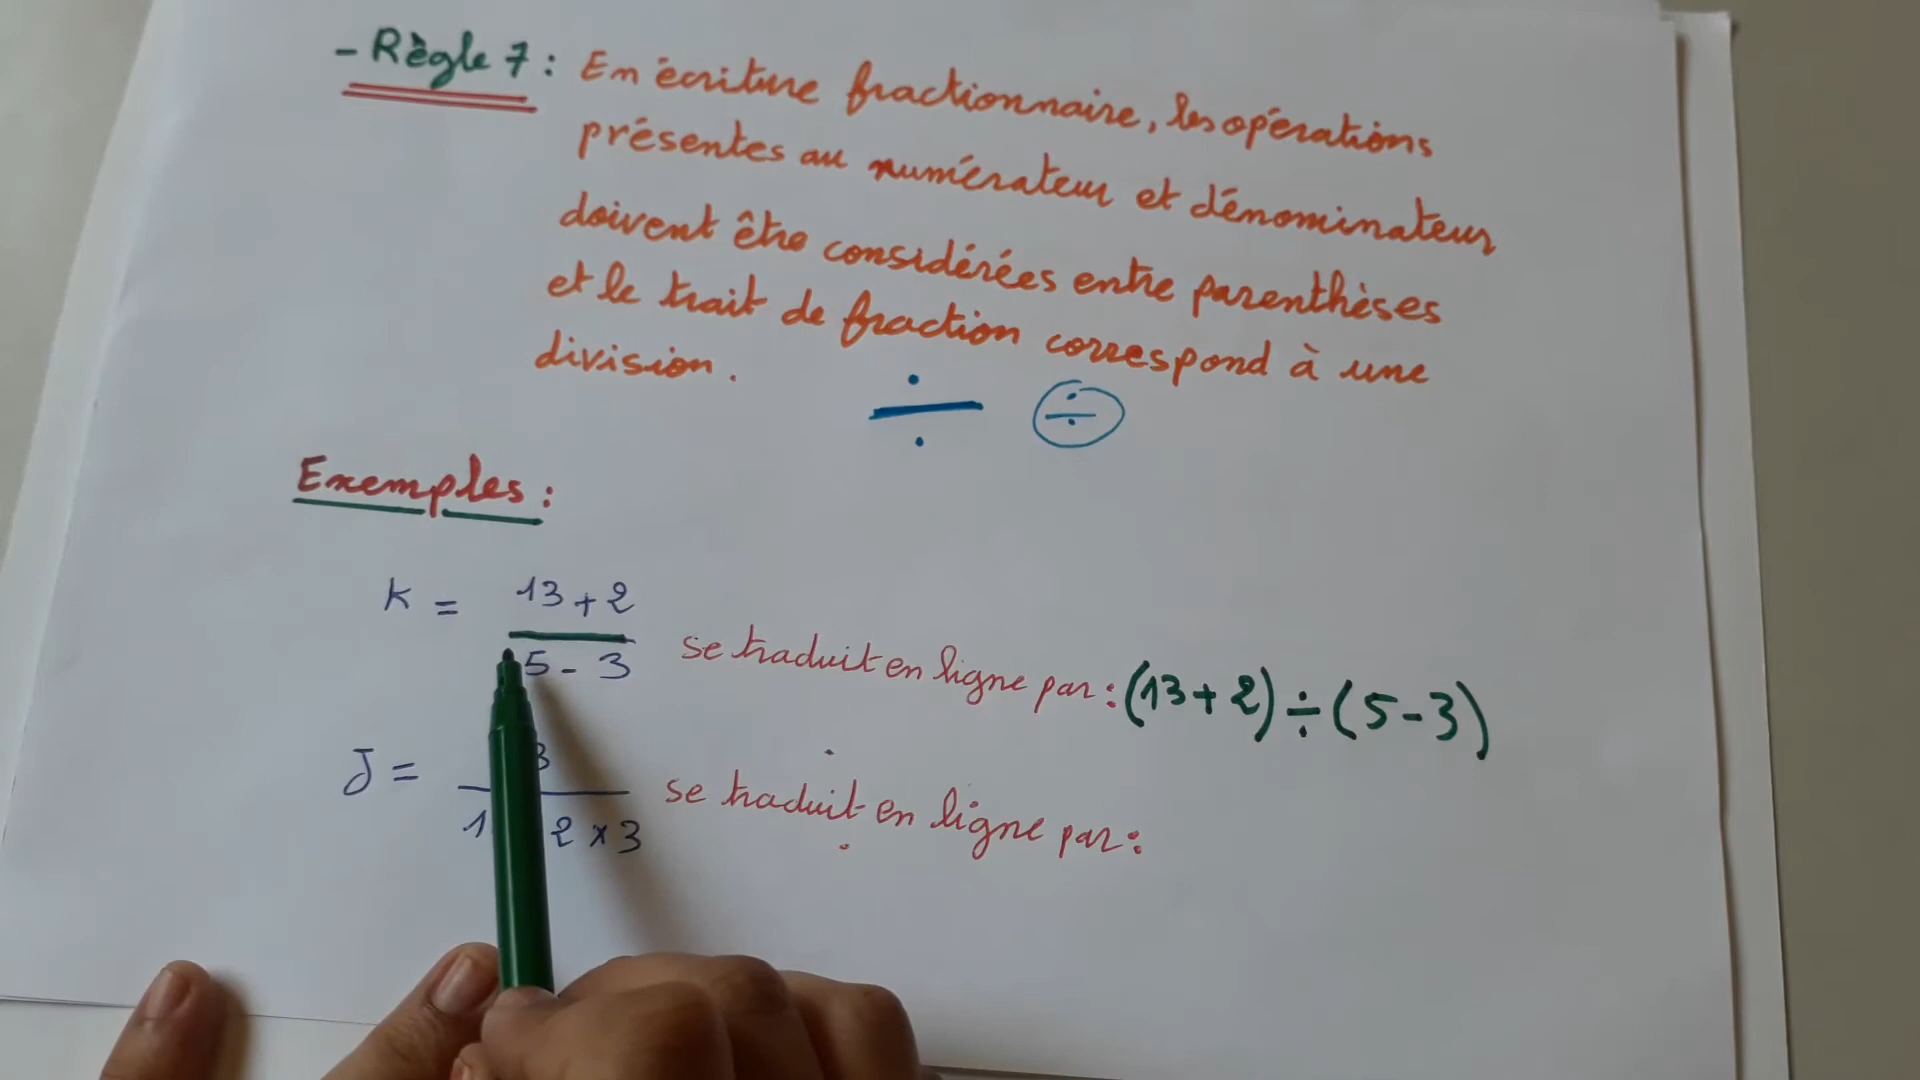 - Règle 7 : En écriture fractionnaire, les opérations
présentes au numérateur et dénominateur
doivent être considérées entre parenthèses
et le trait de fraction correspond à une
division.
÷ ÷
Exemples :
K = 13 + 2
5 - 3
se traduit en ligne par : (13 + 2) ÷ (5 - 3)
J = 3
2 x 3
se traduit en ligne par :